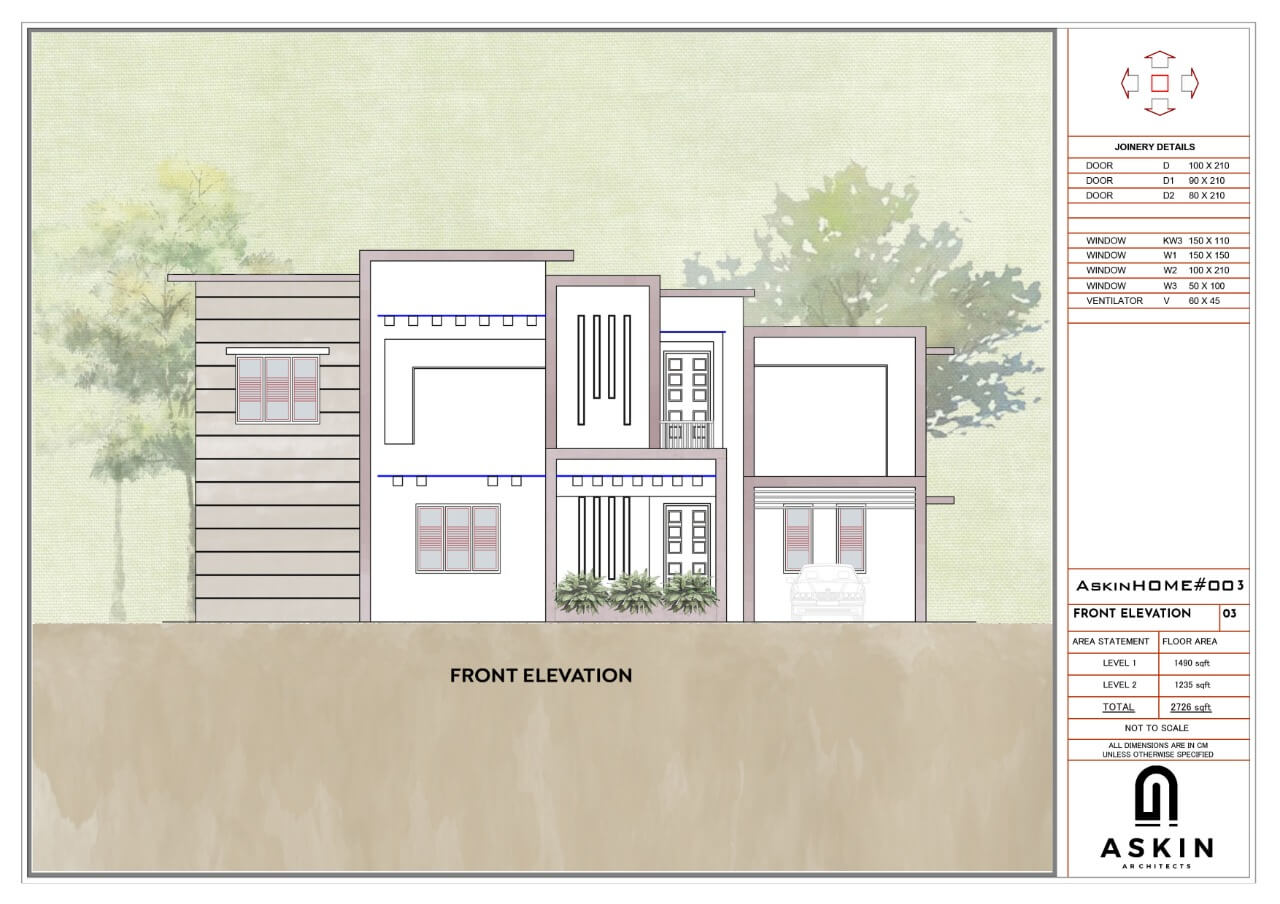 FRONT ELEVATION
JOINERY DETAILS
DOOR D 100 X 210
DOOR D1 90 X 210
DOOR D2 80 X 210
WINDOW KW3 150 X 110
WINDOW W1 150 X 150
WINDOW W2 100 X 210
WINDOW W3 50 X 100
VENTILATOR V 60 X 45
ASKINHOME#003
FRONT ELEVATION 03
AREA STATEMENT FLOOR AREA
LEVEL 1 1490 sqft
LEVEL 2 1235 sqft
TOTAL 2726 sqft
NOT TO SCALE
ALL DIMENSIONS ARE IN CM
UNLESS OTHERWISE SPECIFIED
ASKIN
ARCHITECTS